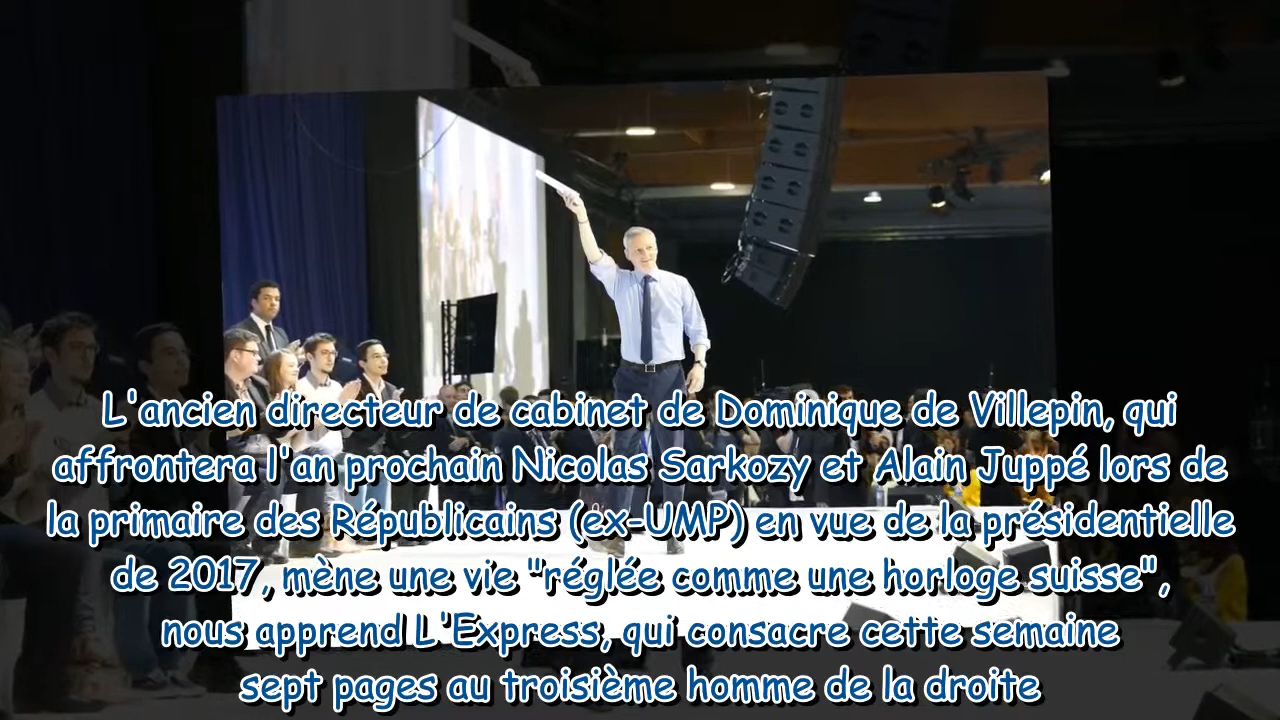 L'ancien directeur de cabinet de Dominique de Villepin, qui
affrontera l'an prochain Nicolas Sarkozy et Alain Juppé lors de
la primaire des Républicains (ex-UMP) en vue de la présidentielle
de 2017, mène une vie "réglée comme une horloge suisse",
nous apprend L'Express, qui consacre cette semaine
sept pages au troisième homme de la droite